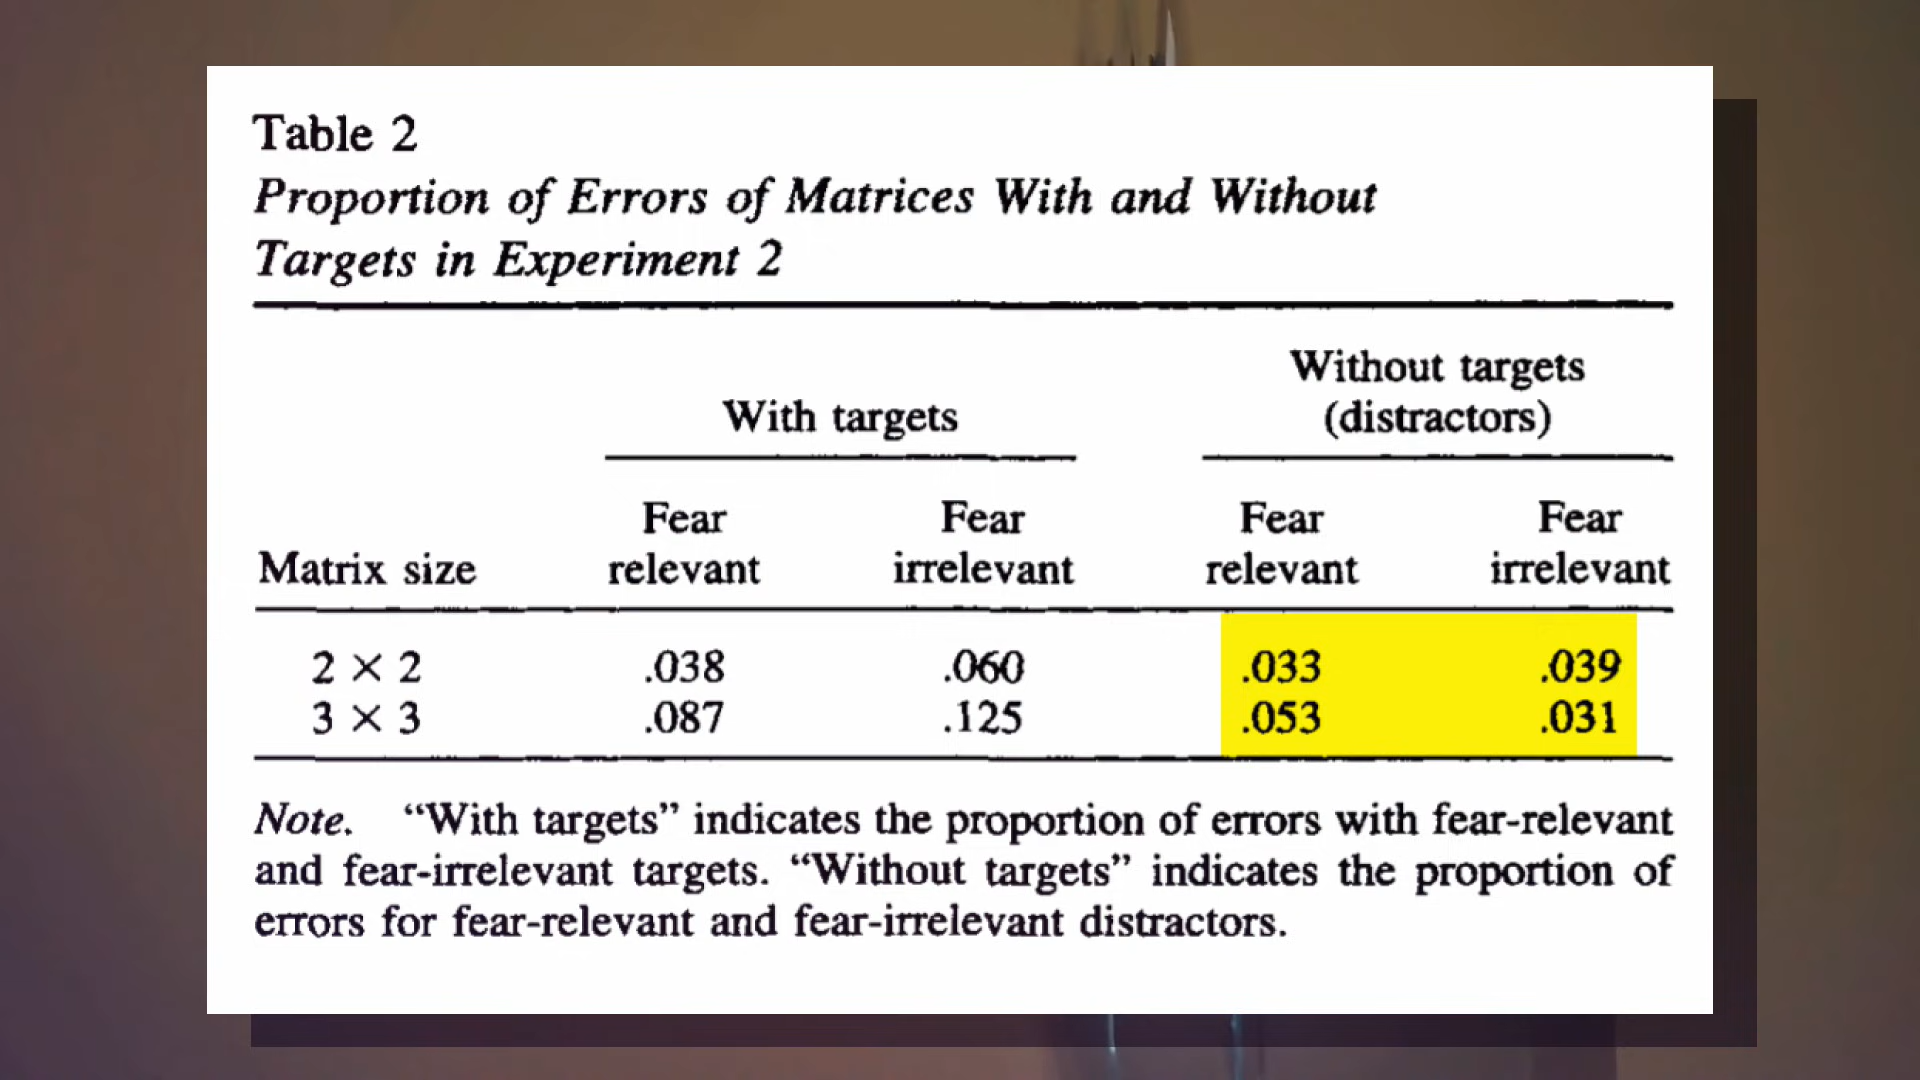 Table 2
Proportion of Errors of Matrices With and Without
Targets in Experiment 2
Without targets
With targets (distractors)
Fear Fear Fear Fear
Matrix size relevant irrelevant relevant irrelevant
2 × 2 .038 .060 .033 .039
3 × 3 .087 .125 .053 .031
Note. “With targets” indicates the proportion of errors with fear-relevant
and fear-irrelevant targets. “Without targets” indicates the proportion of
errors for fear-relevant and fear-irrelevant distractors.